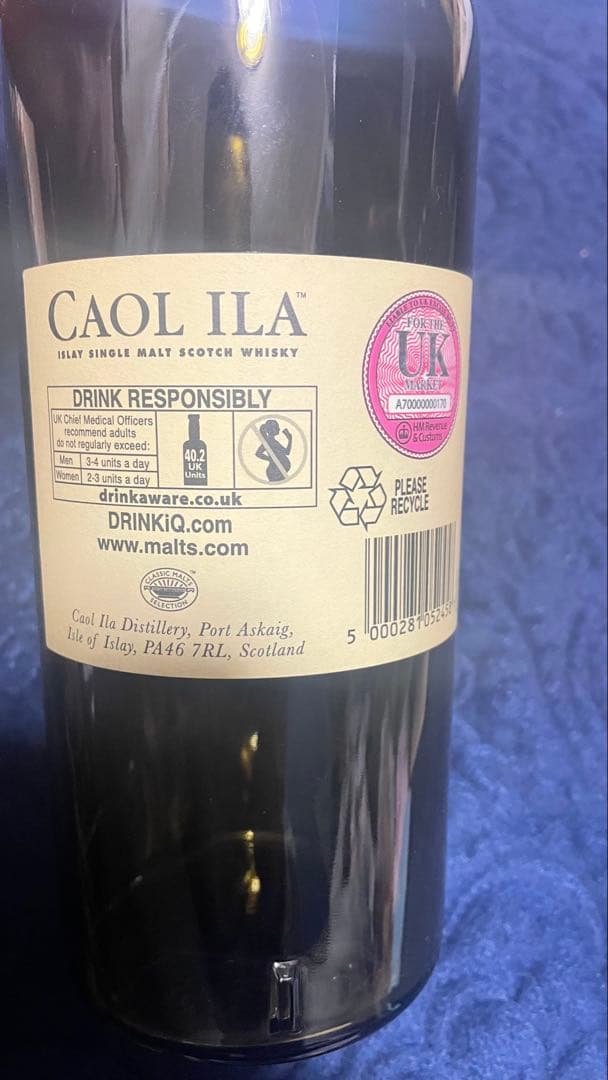 CAOL ILA™
ISLAY SINGLE MALT SCOTCH WHISKY
DRINK RESPONSIBLY
UK Chief Medical Officers
recommend adults
do not regularly exceed:
Men 3-4 units a day
Women 2-3 units a day
40.2
UK
Units
drinkaware.co.uk
DRINKiQ.com
www.malts.com
CLASSIC MALTS
SELECTION
™
Caol Ila Distillery, Port Askaig,
Isle of Islay, PA46 7RL, Scotland
FOR THE
UK
MARKET
A70000000170
HM Revenue
& Customs
PLEASE
RECYCLE
5 000281 05245